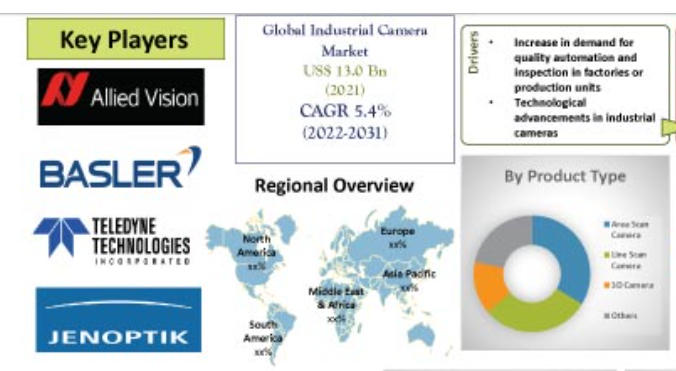 Key Players
Allied Vision
BASLER
TELEDYNE
TECHNOLOGIES
INCORPORATED
JENOPTIK
Global Industrial Camera
Market
US$ 13.0 Bn
(2021)
CAGR 5.4%
(2022-2031)
Regional Overview
North
America
xx%
Europe
xx%
Asia Pacific
xx%
Middle East
& Africa
xx%
South
America
xx%
Drivers
• Increase in demand for
quality automation and
inspection in factories or
production units
• Technological
advancements in industrial
cameras
By Product Type
Area Scan
Camera
Line Scan
Camera
3D Camera
Others